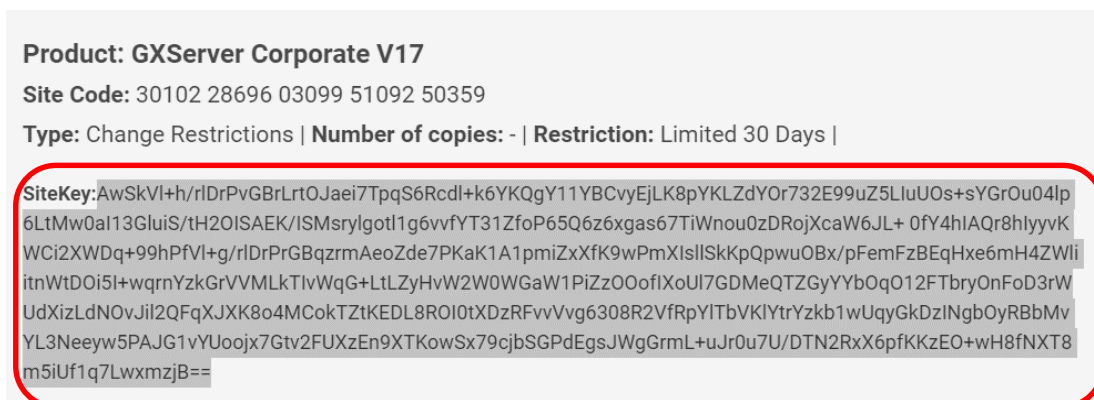 Product: GXServer Corporate V17
Site Code: 30102 28696 03099 51092 50359
Type: Change Restrictions | Number of copies: - | Restriction: Limited 30 Days |
SiteKey:AwSkVl+h/rlDrPvGBrLrtOJaei7TpqS6Rcdl+k6YKQgY11YBCvyEjLK8pYKLZdYOr732E99uZ5LIuUOs+sYGrOu04lp
6LtMw0aI13GluiS/tH2OISAEK/ISMsrylgotl1g6vvfYT31ZfoP65Q6z6xgas67TiWnou0zDRojXcaW6JL+ 0fY4hIAQr8hIyyvK
WCi2XWDq+99hPfVl+g/rlDrPrGBqzrmAeoZde7PKaK1A1pmiZxXfK9wPmXIsllSkKpQpwuOBx/pFemFzBEqHxe6mH4ZWli
itnWtDOi5I+wqrnYzkGrVVMLkTIvWqG+LtLZyHvW2W0WGaW1PiZzOOofIXoUl7GDMeQTZGyYYbOqO12FTbryOnFoD3rW
UdXizLdNOvJil2QFqXJXK8o4MCokTZtKEDL8ROI0tXDzRFvvVvg6308R2VfRpYlTbVKlYtrYzkb1wUqyGkDzINgbOyRBbMv
YL3Neeyw5PAJG1vYUoojx7Gtv2FUXzEn9XTKowSx79cjbSGPdEgsJWgGrmL+uJr0u7U/DTN2RxX6pfKKzEO+wH8fNXT8
m5iUf1q7LwxmzjB==